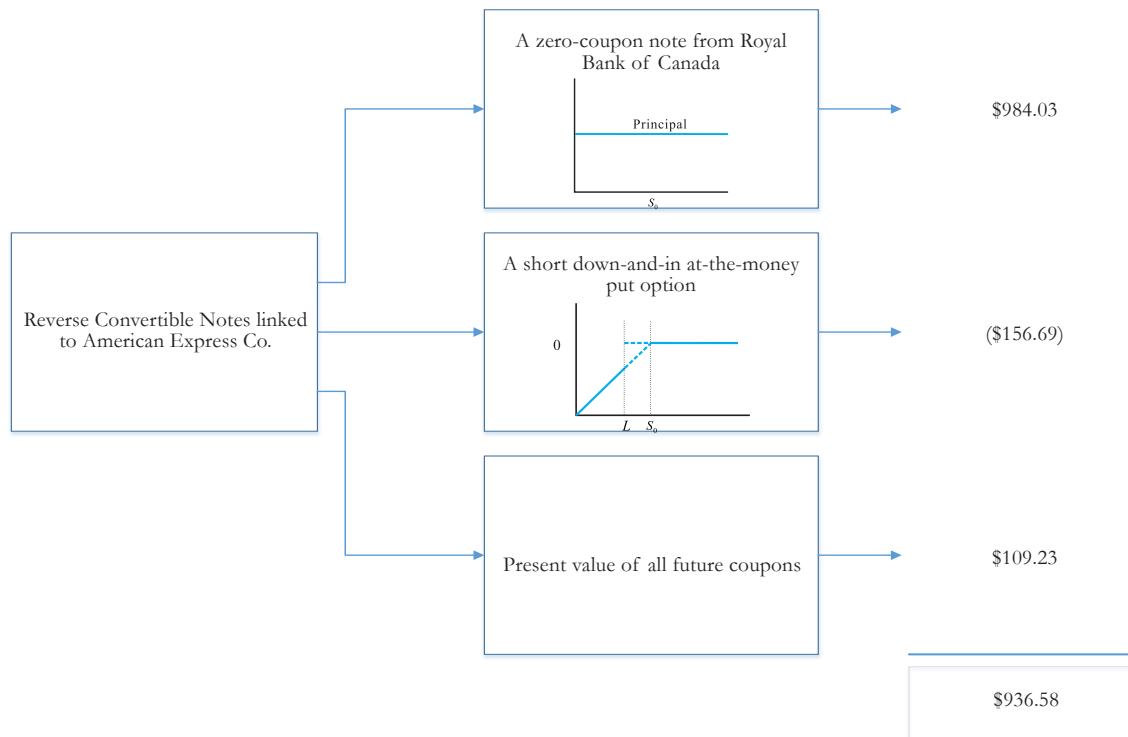 A zero-coupon note from Royal
Bank of Canada
Principal
S₀
$984.03
Reverse Convertible Notes linked
to American Express Co.
A short down-and-in at-the-money
put option
0
L S₀
($156.69)
Present value of all future coupons
$109.23
$936.58